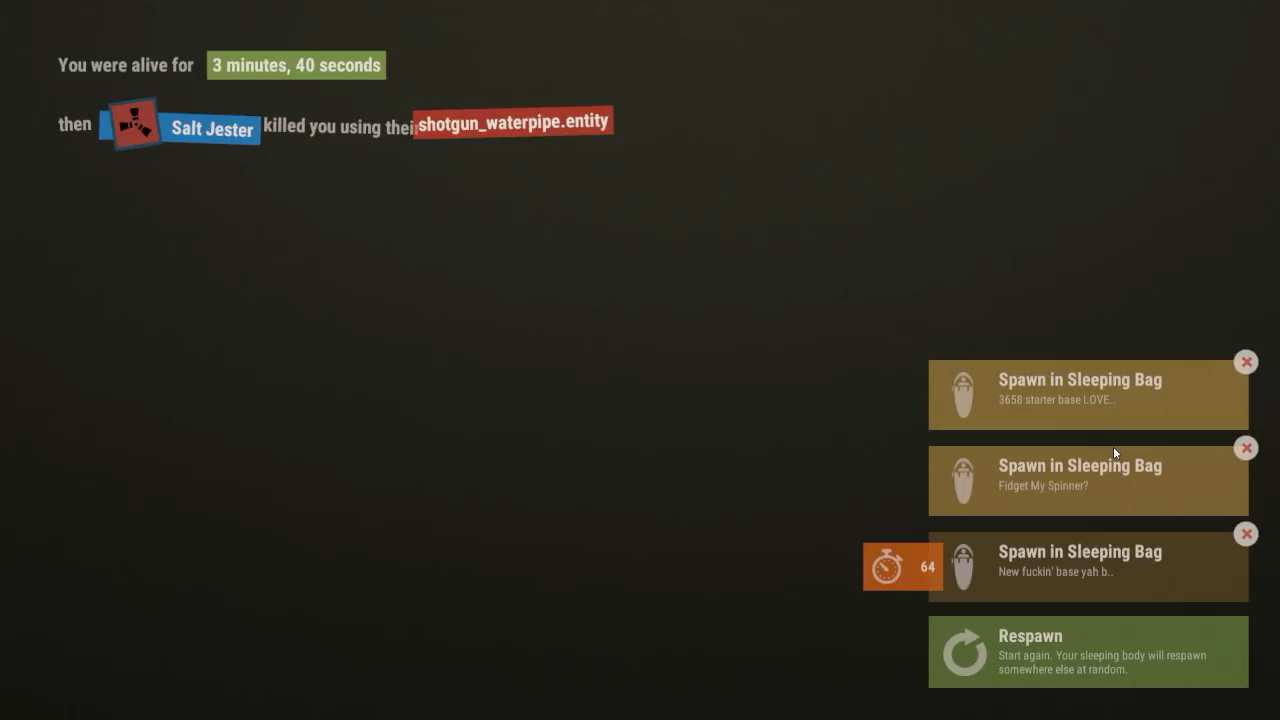 You were alive for 3 minutes, 40 seconds
then Salt Jester killed you using their shotgun_waterpipe.entity
Spawn in Sleeping Bag
3658 starter base LOVE..
Spawn in Sleeping Bag
Fidget My Spinner?
64
Spawn in Sleeping Bag
New fuckin' base yah b..
Respawn
Start again. Your sleeping body will respawn
somewhere else at random.